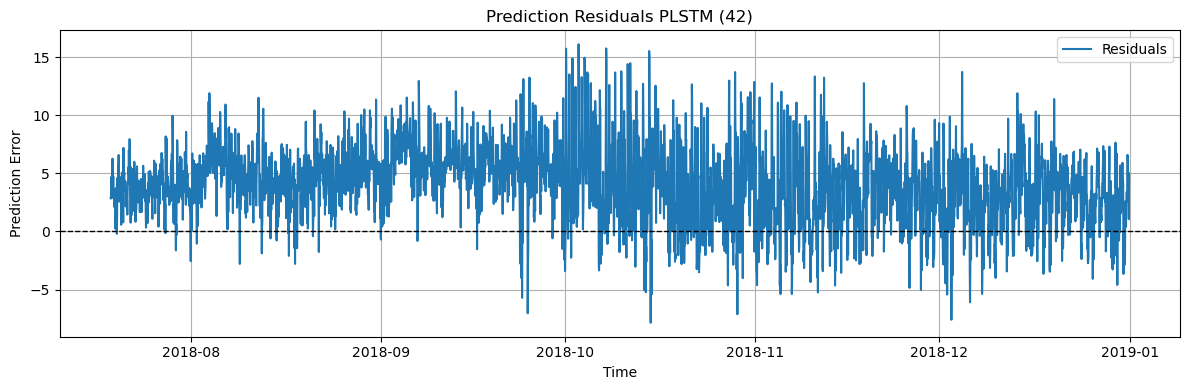 Prediction Residuals PLSTM (42)
Residuals
Prediction Error
15
10
5
0
−5
2018-08
2018-09
2018-10
2018-11
2018-12
2019-01
Time